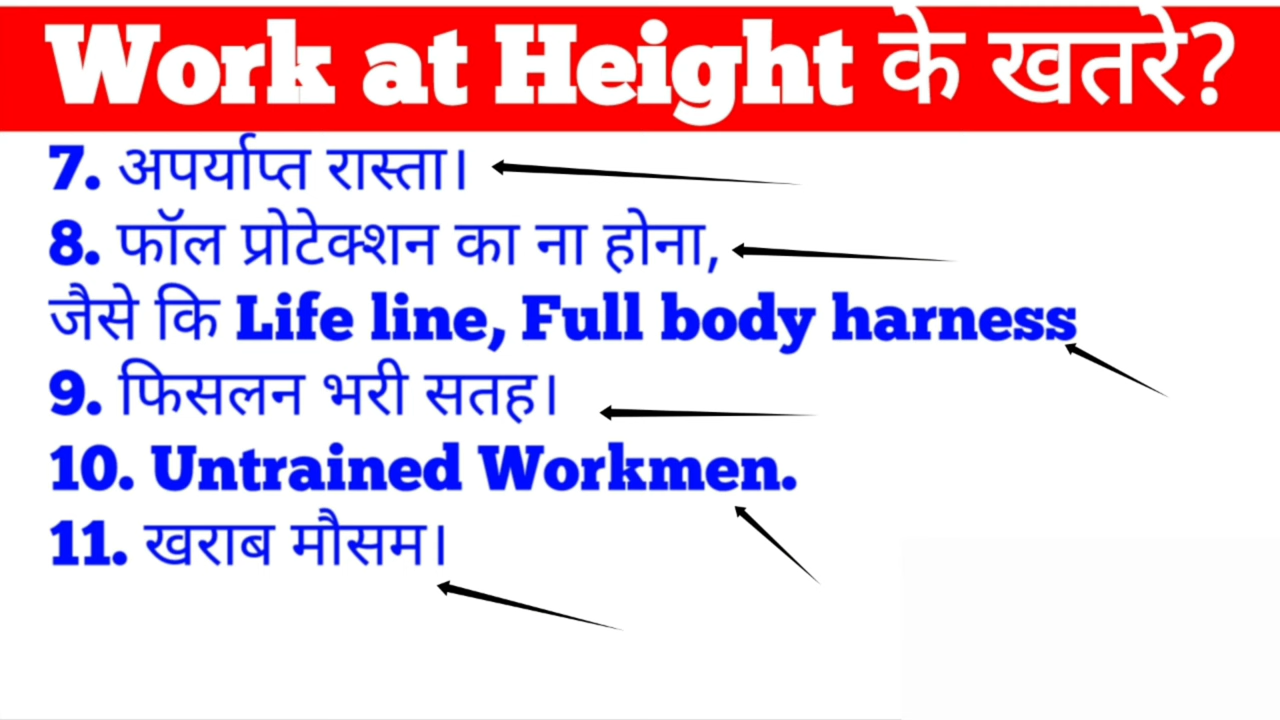 Work at Height के खतरे?
7. अपर्याप्त रास्ता।
8. फॉल प्रोटेक्शन का ना होना,
जैसे कि Life line, Full body harness
9. फिसलन भरी सतह।
10. Untrained Workmen.
11. खराब मौसम।